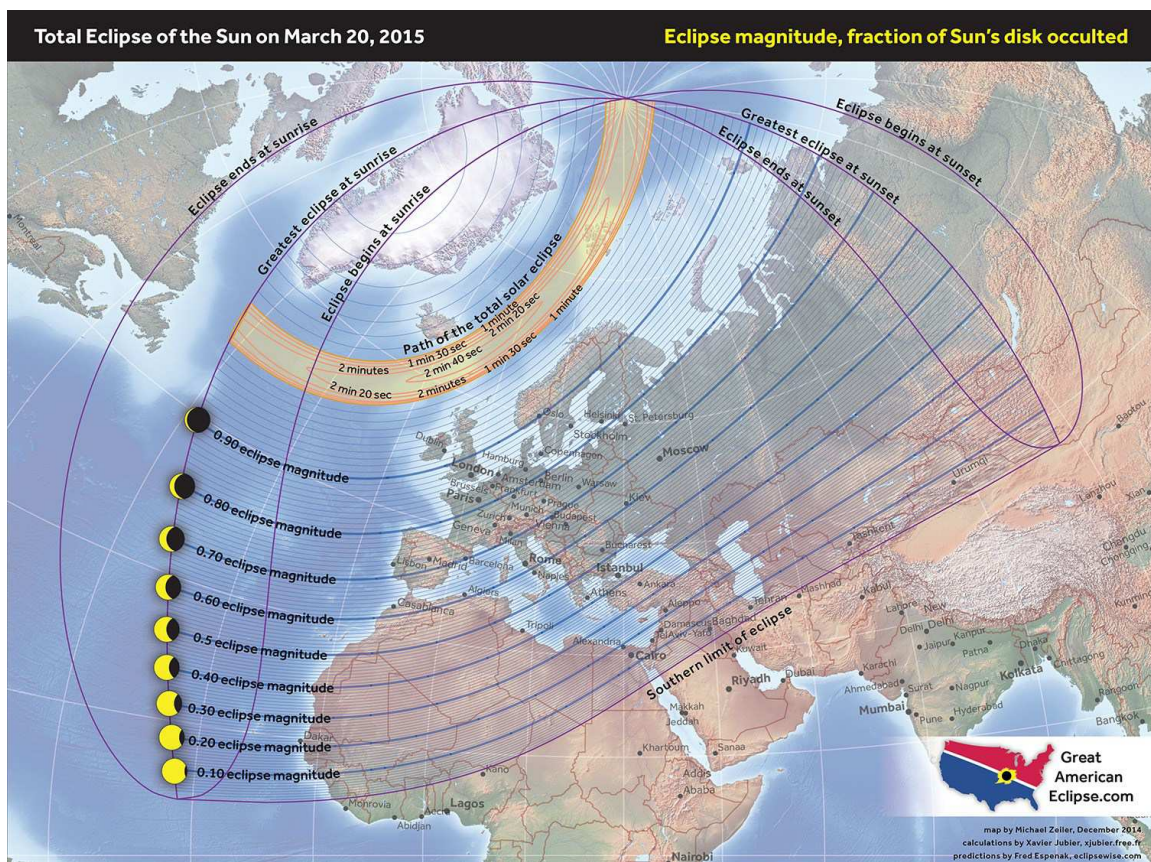 Total Eclipse of the Sun on March 20, 2015
Eclipse magnitude, fraction of Sun's disk occulted
Eclipse ends at sunrise
Greatest eclipse at sunrise
Eclipse begins at sunrise
Eclipse begins at sunset
Greatest eclipse at sunset
Eclipse ends at sunset
Montreal
Path of the total solar eclipse
1 minute
1 min 30 sec
2 min 20 sec
2 minutes
2 min 40 sec
1 minute
1 min 30 sec
2 min 20 sec
2 minutes
0.90 eclipse magnitude
0.80 eclipse magnitude
0.70 eclipse magnitude
0.60 eclipse magnitude
0.5 eclipse magnitude
0.40 eclipse magnitude
0.30 eclipse magnitude
0.20 eclipse magnitude
0.10 eclipse magnitude
Oslo
Helsinki
St. Petersburg
Stockholm
Dublin
Copenhagen
Moscow
Hamburg
London
Amsterdam
Berlin
Brussels
Warsaw
Frankfurt
Paris
Prague
Kiev
Munich
Budapest
Zurich
Vienna
Geneva
Milan
Bucharest
Lisbon
Madrid
Barcelona
Rome
Naples
Istanbul
Ankara
Athens
Algiers
Casablanca
Tripoli
Aleppo
Damascus
Baghdad
TelAviv-Yafo
Alexandria
Cairo
Tehran
Mashhad
Kabul
Tashkent
Urumqi
Baotou
Lanzhou
Xian
Changdu
Chongqing
Kunming
Southern limit of eclipse
Kuwait
Riyadh
Dubai
Makkah
Jeddah
Lahore
New
Delhi
Delhi
Jaipur
Kanpur
Patna
Dhaka
Karachi
Kolkata
Chittagong
Ahmedabad
Surat
Nagpur
Mumbai
Pune
Hyderabad
Rangoon
Bangkok
Dakar
Khartoum
Sanaa
Kano
Addis
Ababa
Monrovia
Accra
Lagos
Abidjan
Nairobi
Great
American
Eclipse.com
map by Michael Zeiler, December 2014
calculations by Xavier Jubier, xjubier.free.fr
predictions by Fred Espenak, eclipsewise.com